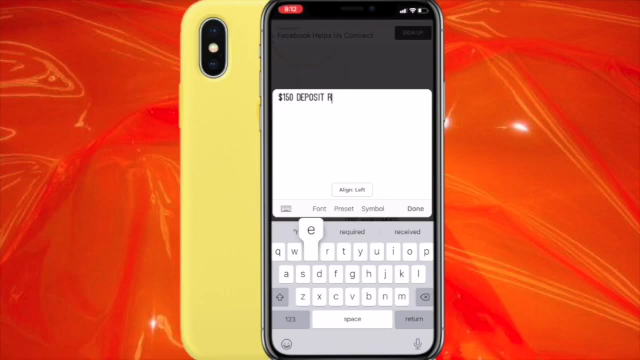 8:12
Facebook Helps Us Connect
SIGN UP
$150 DEPOSIT R
Align: Left
Font Preset Symbol Done
required received
e
q w r t y u i o p
a s d f g h j k l
z x c v b n m
123 space return